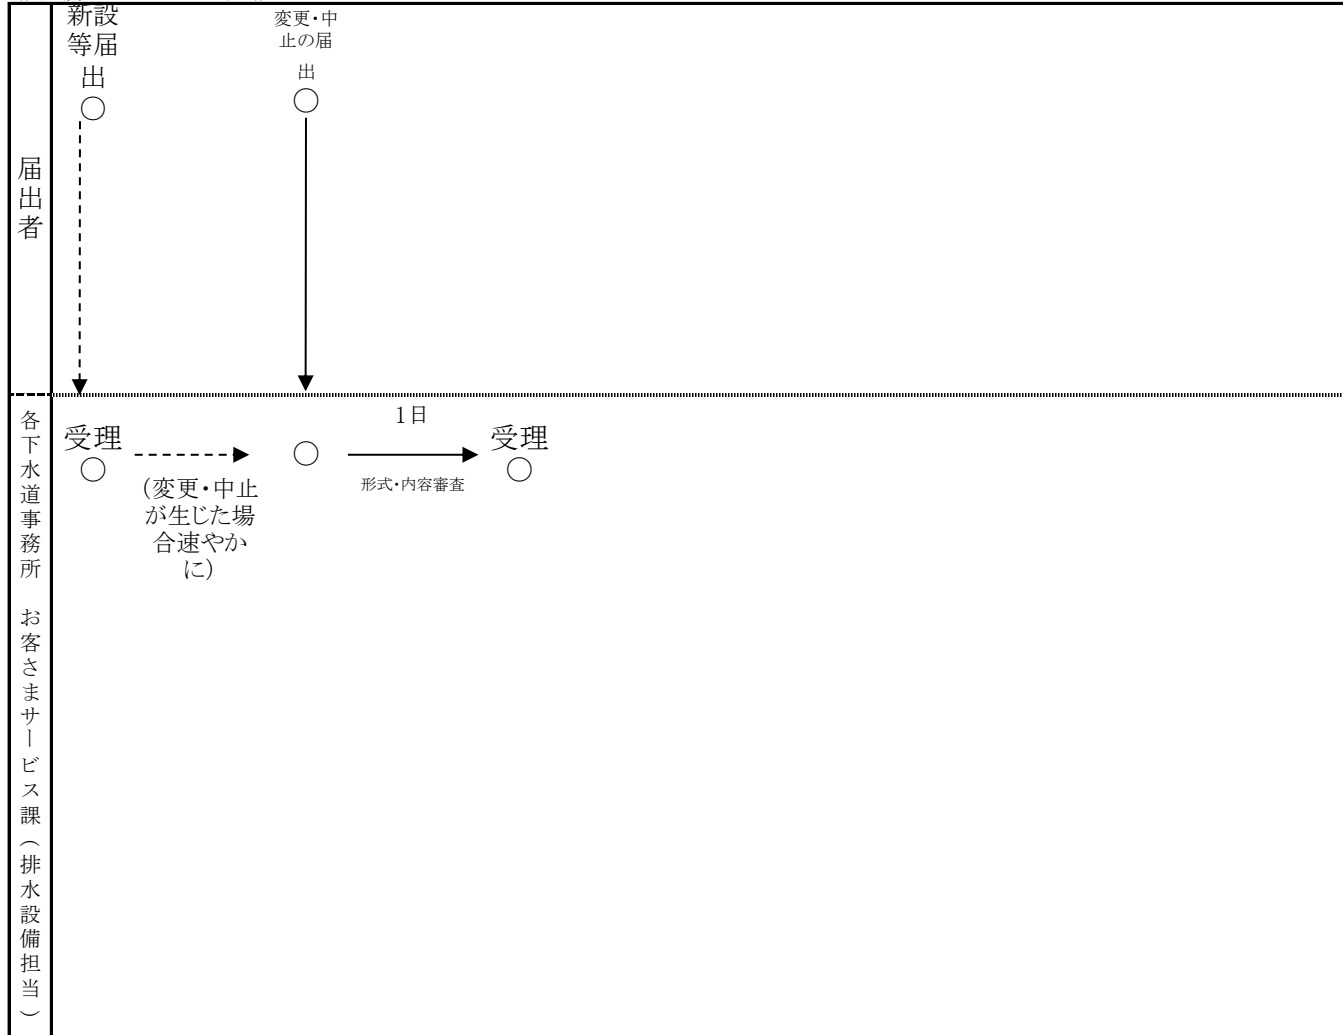 新設
等届
出
○
変更・中
止の届
出
○
届出者
各下水道事務所 お客さまサービス課(排水設備担当)
受理
○
(変更・中止
が生じた場
合速やか
に)
○
1日
形式・内容審査
受理
○